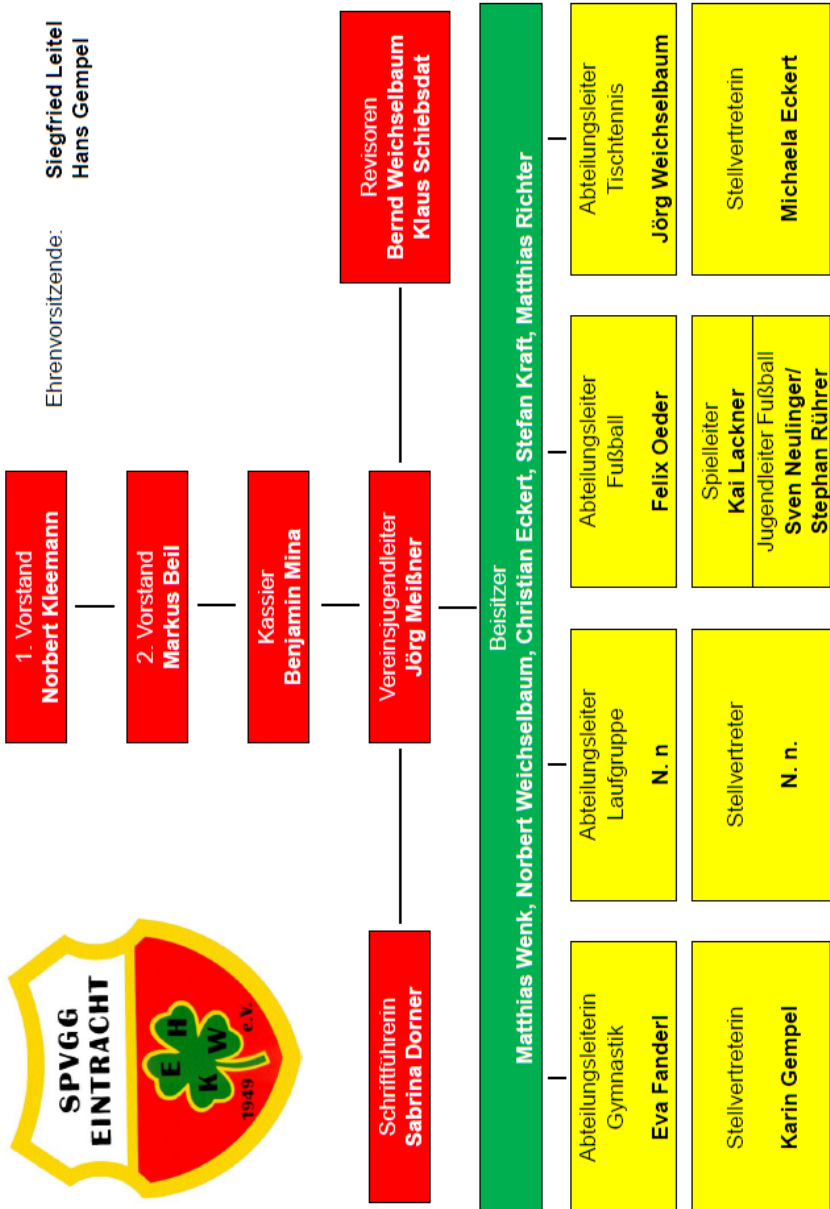 SPVGG
EINTRACHT
E H
K W
1949 e.V.
1. Vorstand
Norbert Kleemann
Ehrenvorsitzende:
Siegfried Leitel
Hans Gempel
2. Vorstand
Markus Beil
Kassier
Benjamin Mina
Schriftführerin
Sabrina Dorner
Vereinsjugendleiter
Jörg Meißner
Revisoren
Bernd Weichselbaum
Klaus Schiebsdat
Beisitzer
Matthias Wenk, Norbert Weichselbaum, Christian Eckert, Stefan Kraft, Matthias Richter
Abteilungsleiterin
Gymnastik
Eva Fanderl
Abteilungsleiter
Laufgruppe
N. n
Abteilungsleiter
Fußball
Felix Oeder
Abteilungsleiter
Tischtennis
Jörg Weichselbaum
Stellvertreterin
Karin Gempel
Stellvertreter
N. n.
Spielleiter
Kai Lackner
Jugendleiter Fußball
Sven Neulinger/
Stephan Rührer
Stellvertreterin
Michaela Eckert